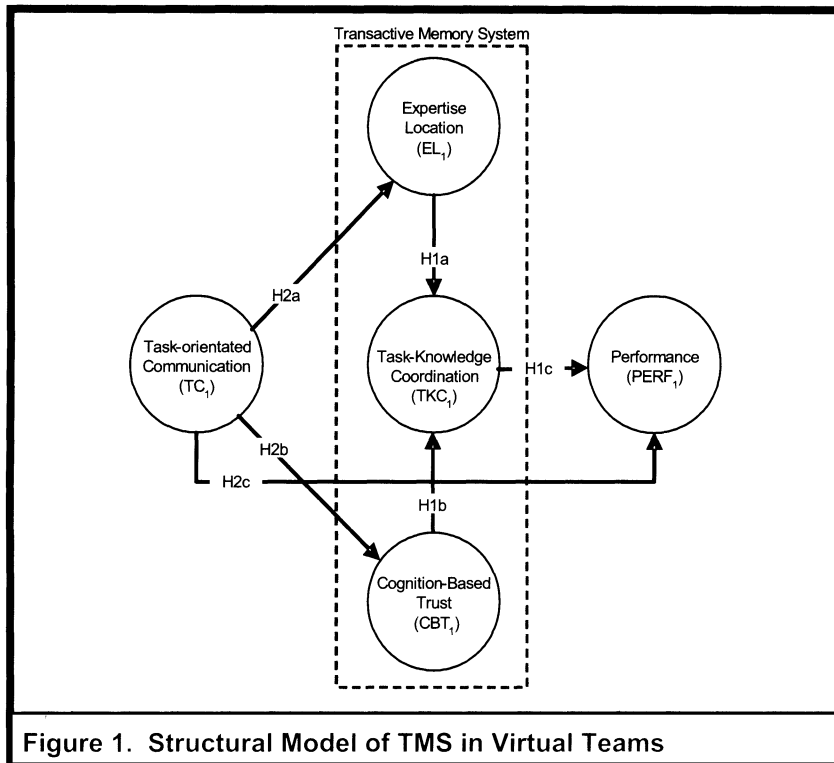 Transactive Memory System
Expertise
Location
(EL₁)
H1a
H2a
Task-orientated
Communication
(TC₁)
Task-Knowledge
Coordination
(TKC₁)
H1c
Performance
(PERF₁)
H2b
H2c
H1b
Cognition-Based
Trust
(CBT₁)
Figure 1. Structural Model of TMS in Virtual Teams